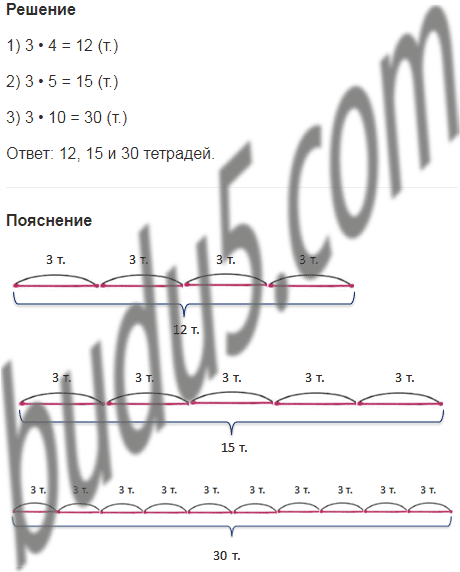 Решение
1) 3 • 4 = 12 (т.)
2) 3 • 5 = 15 (т.)
3) 3 • 10 = 30 (т.)
Ответ: 12, 15 и 30 тетрадей.
Пояснение
3 т. 3 т. 3 т. 3 т.
12 т.
3 т. 3 т. 3 т. 3 т. 3 т.
15 т.
3 т. 3 т. 3 т. 3 т. 3 т. 3 т. 3 т. 3 т. 3 т. 3 т.
30 т.
budu5.com